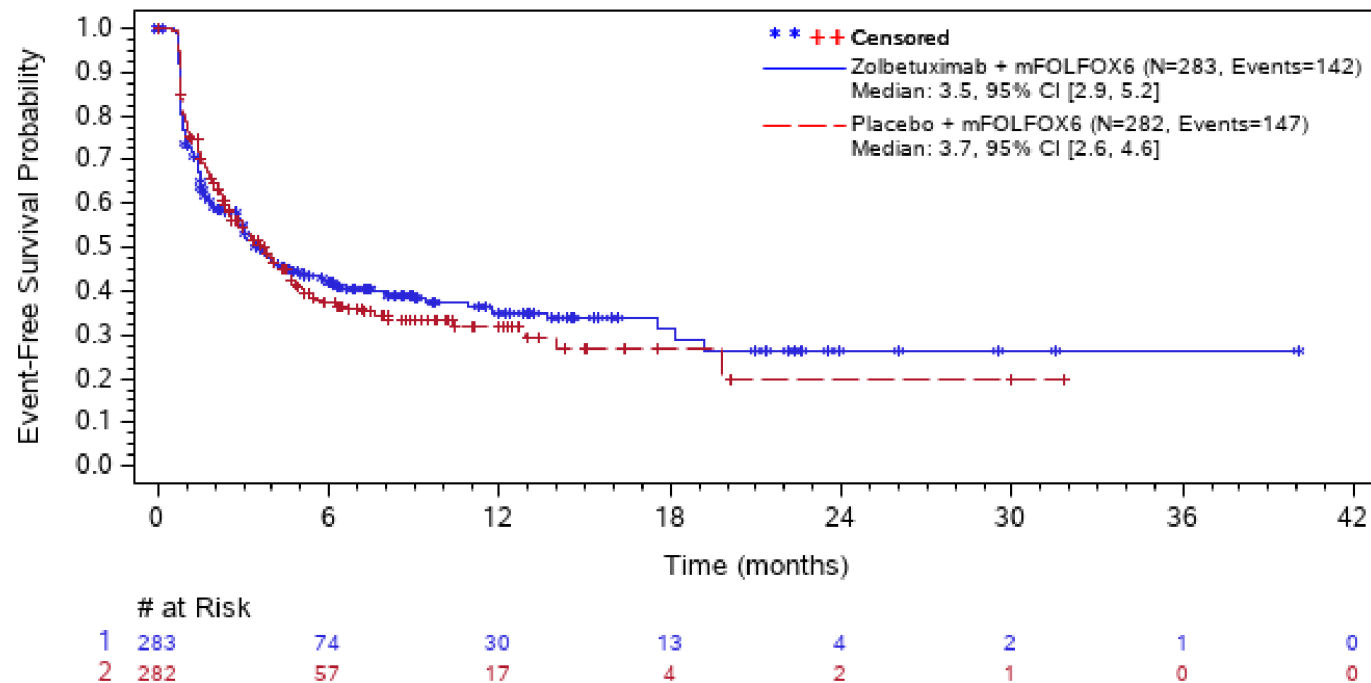 Event-Free Survival Probability
1.0
0.9
0.8
0.7
0.6
0.5
0.4
0.3
0.2
0.1
0.0
Censored
Zolbetuximab + mFOLFOX6 (N=283, Events=142)
Median: 3.5, 95% CI [2.9, 5.2]
Placebo + mFOLFOX6 (N=282, Events=147)
Median: 3.7, 95% CI [2.6, 4.6]
0 6 12 18 24 30 36 42
Time (months)
# at Risk
1 283 74 30 13 4 2 1 0
2 282 57 17 4 2 1 0 0